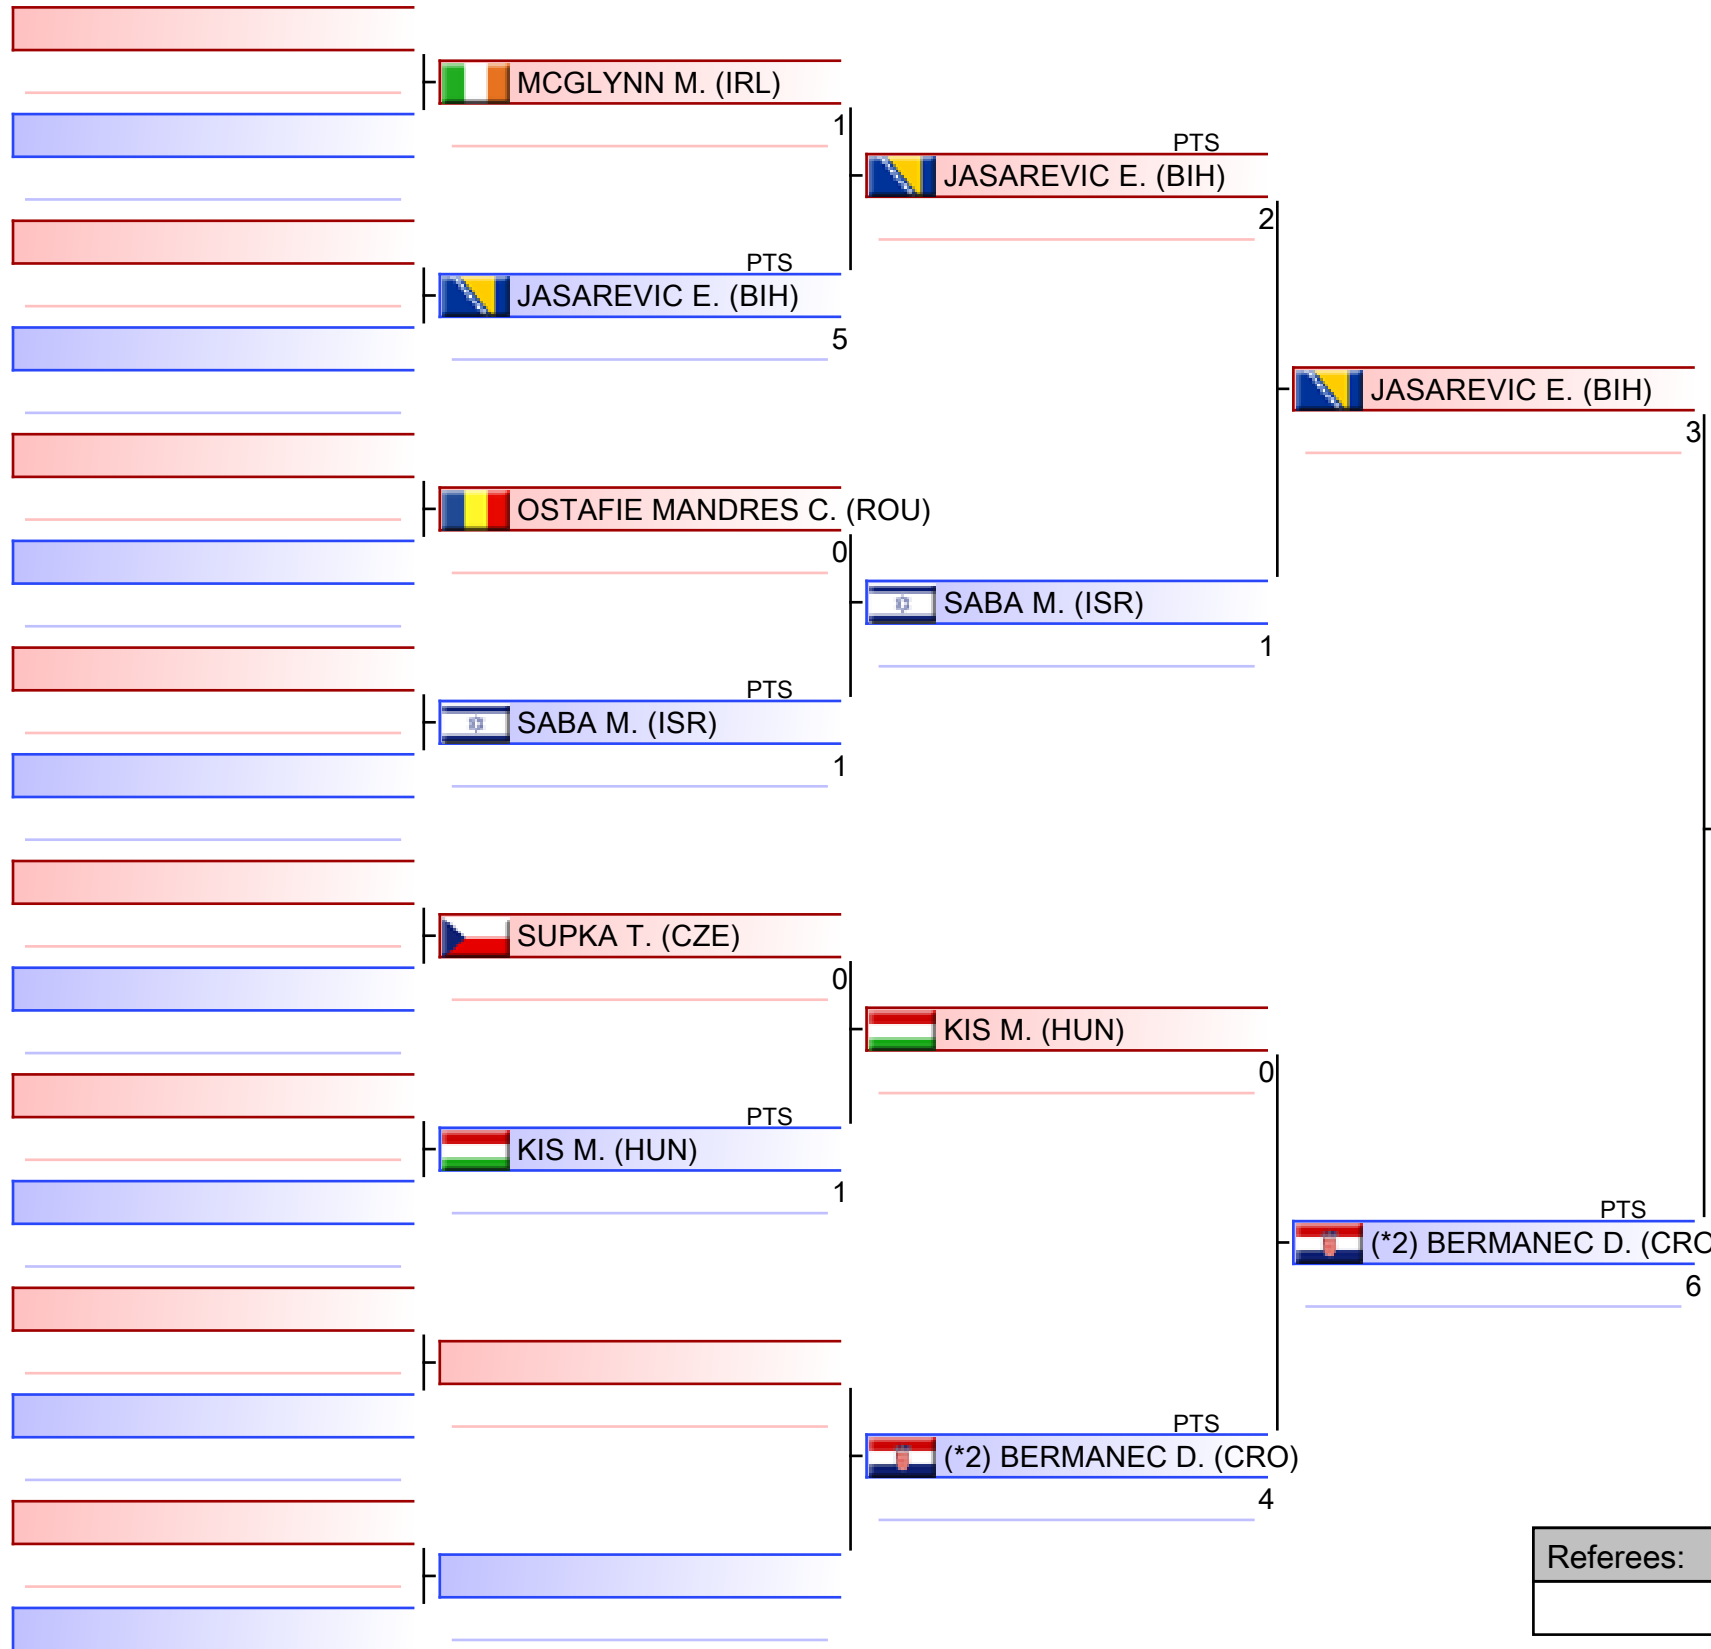 MCGLYNN M. (IRL)
1
PTS
JASAREVIC E. (BIH)
2
PTS
JASAREVIC E. (BIH)
5
JASAREVIC E. (BIH)
3
OSTAFIE MANDRES C. (ROU)
0
SABA M. (ISR)
1
PTS
SABA M. (ISR)
1
SUPKA T. (CZE)
0
KIS M. (HUN)
0
PTS
KIS M. (HUN)
1
PTS
(*2) BERMANEC D. (CRO
6
PTS
(*2) BERMANEC D. (CRO)
4
Referees: